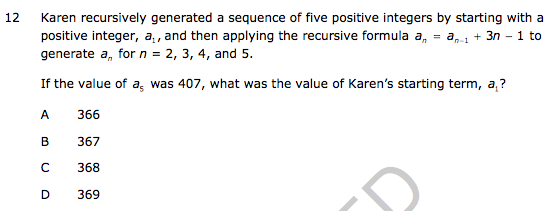 12 Karen recursively generated a sequence of five positive integers by starting with a
positive integer, a₁, and then applying the recursive formula aₙ = aₙ₋₁ + 3n – 1 to
generate aₙ for n = 2, 3, 4, and 5.
If the value of a₅ was 407, what was the value of Karen's starting term, a₁?
A 366
B 367
C 368
D 369
ED